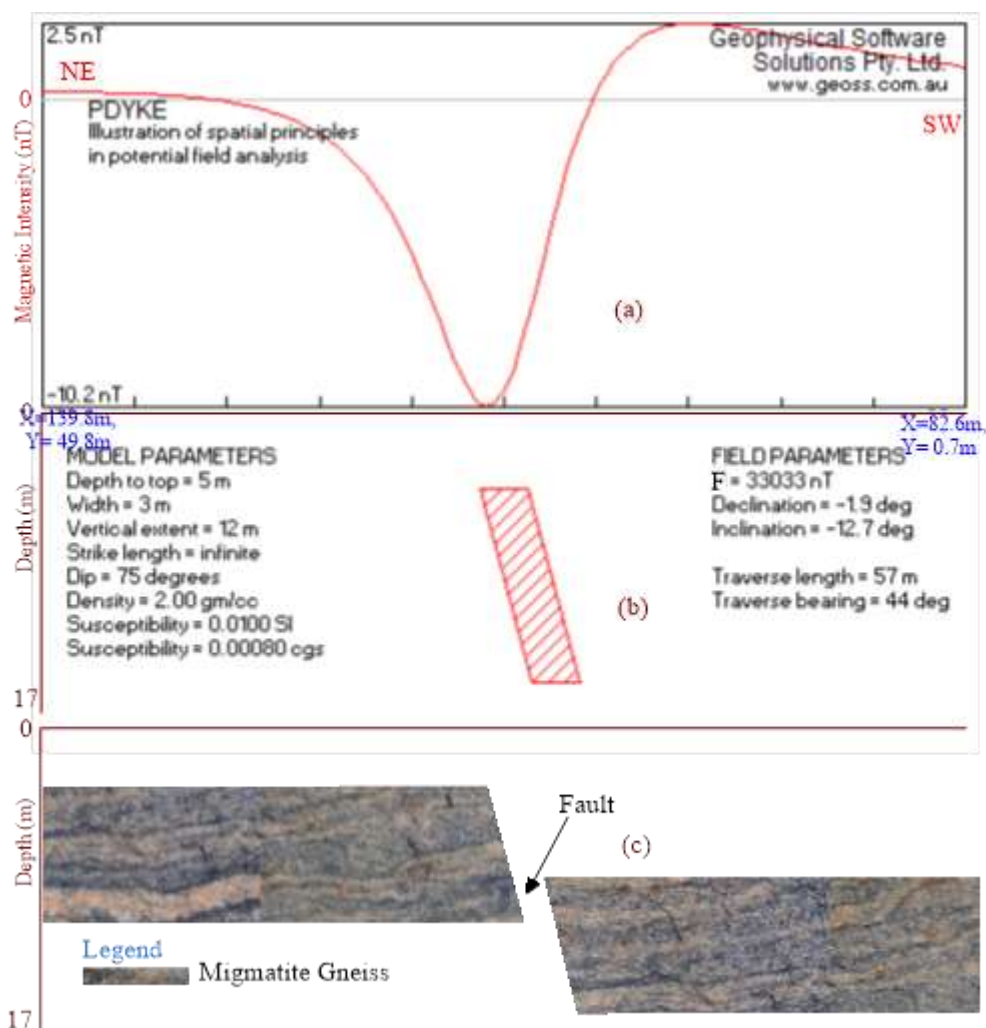 2.5 nT
Geophysical Software
Solutions Pty. Ltd.
www.geoss.com.au
NE
0
PDYKE
Illustration of spatial principles
in potential field analysis
SW
Magnetic Intensity (nT)
(a)
-10.2 nT
0
X=139.8m,
Y= 49.8m
X=82.6m,
Y= 0.7m
MODEL PARAMETERS
Depth to top = 5 m
Width = 3 m
Vertical extent = 12 m
Strike length = infinite
Dip = 75 degrees
Density = 2.00 gm/cc
Susceptibility = 0.0100 SI
Susceptibility = 0.00080 cgs
FIELD PARAMETERS
F = 33033 nT
Declination = -1.9 deg
Inclination = -12.7 deg
Traverse length = 57 m
Traverse bearing = 44 deg
Depth (m)
(b)
17
0
Fault
(c)
Depth (m)
Legend
Migmatite Gneiss
17